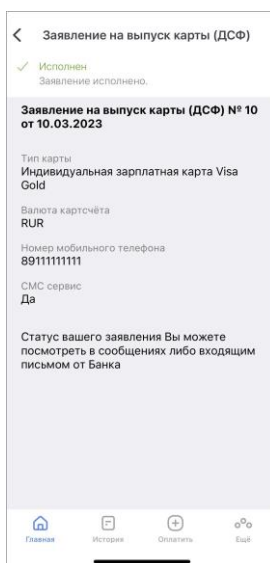 Заявление на выпуск карты (ДСФ)
Исполнен
Заявление исполнено.
Заявление на выпуск карты (ДСФ) № 10
от 10.03.2023
Тип карты
Индивидуальная зарплатная карта Visa
Gold
Валюта картсчёта
RUR
Номер мобильного телефона
89111111111
СМС сервис
Да
Статус вашего заявления Вы можете
посмотреть в сообщениях либо входящим
письмом от Банка
Главная История Оплатить Ещё